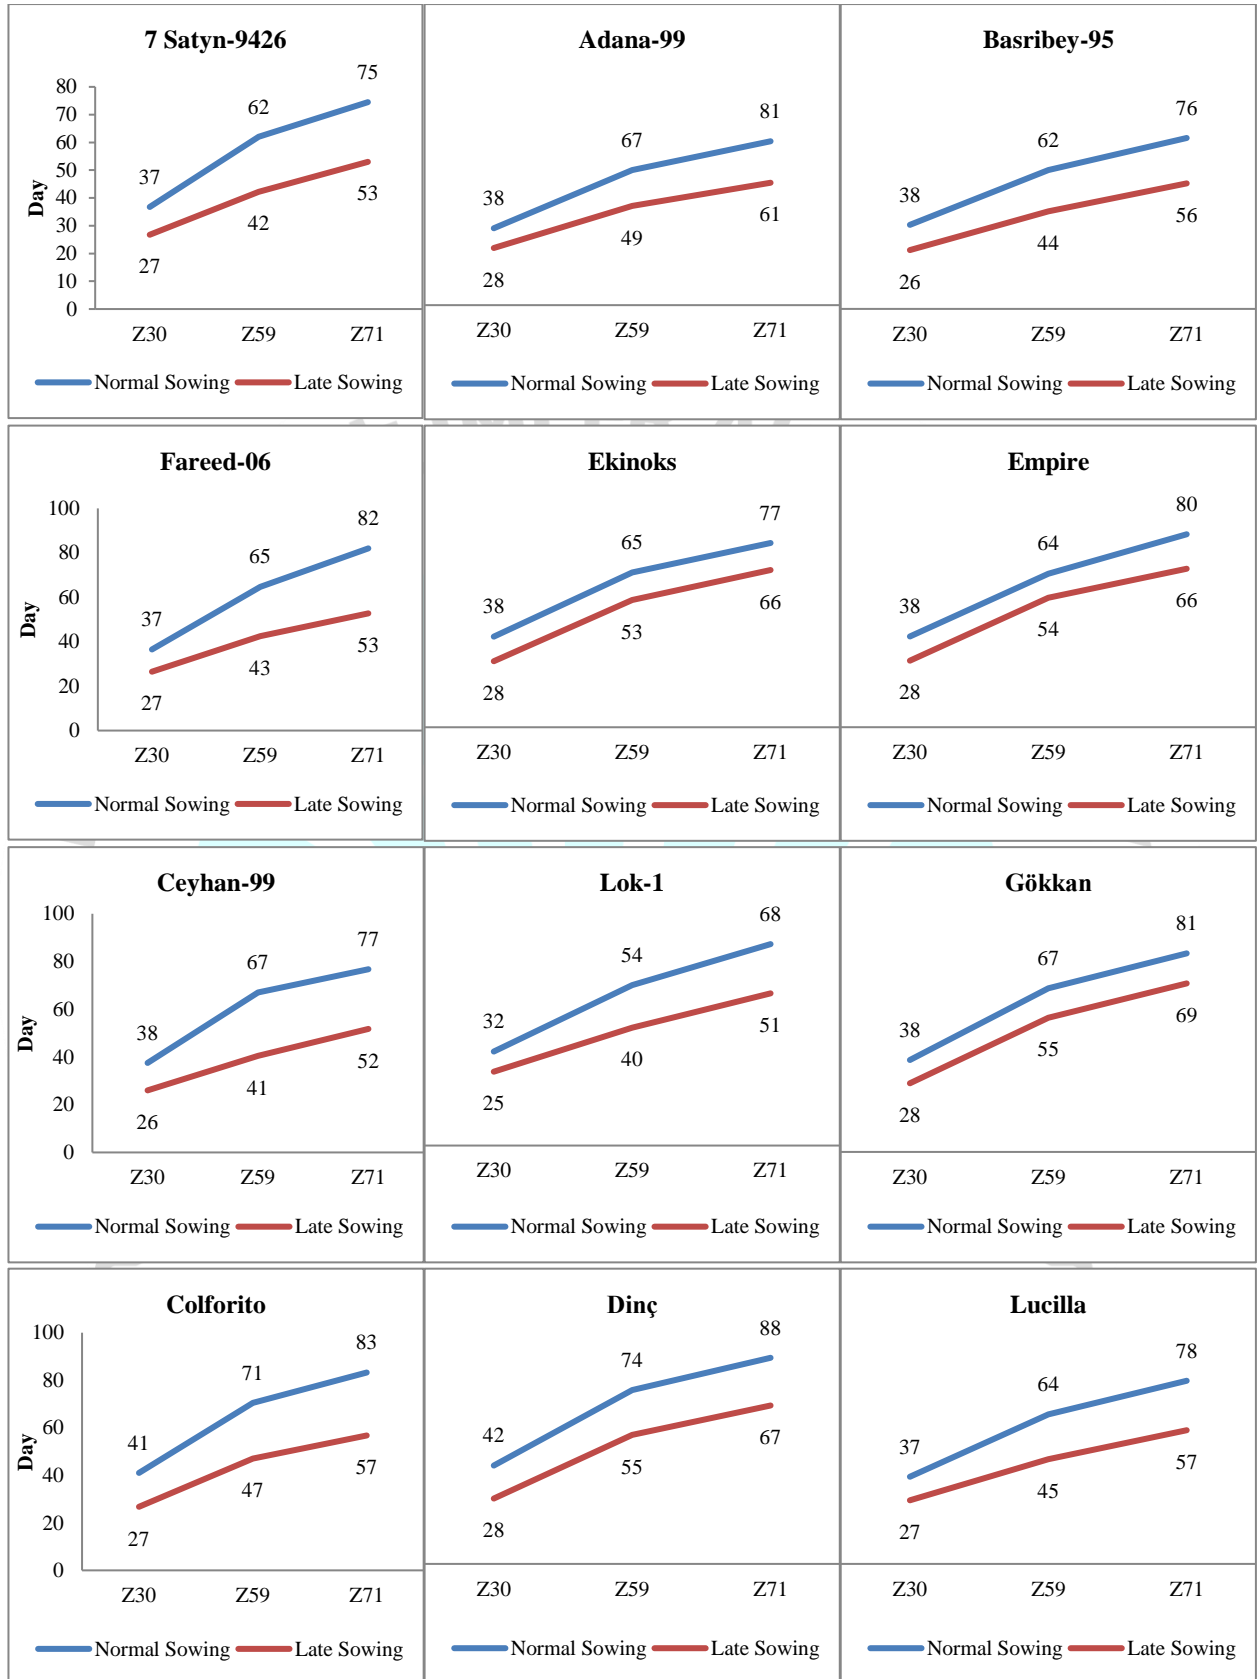 7 Satyn-9426
80
70
60
50
40
30
20
10
0
Day
37
62
75
27
42
53
Z30 Z59 Z71
Normal Sowing Late Sowing
Adana-99
38
67
81
28
49
61
Z30 Z59 Z71
Normal Sowing Late Sowing
Basribey-95
38
62
76
26
44
56
Z30 Z59 Z71
Normal Sowing Late Sowing
Fareed-06
100
80
60
40
20
0
Day
37
65
82
27
43
53
Z30 Z59 Z71
Normal Sowing Late Sowing
Ekinoks
38
65
77
28
53
66
Z30 Z59 Z71
Normal Sowing Late Sowing
Empire
38
64
80
28
54
66
Z30 Z59 Z71
Normal Sowing Late Sowing
Ceyhan-99
100
80
60
40
20
0
Day
38
67
77
26
41
52
Z30 Z59 Z71
Normal Sowing Late Sowing
Lok-1
32
54
68
25
40
51
Z30 Z59 Z71
Normal Sowing Late Sowing
Gökkan
38
67
81
28
55
69
Z30 Z59 Z71
Normal Sowing Late Sowing
Colforito
100
80
60
40
20
0
Day
41
71
83
27
47
57
Z30 Z59 Z71
Normal Sowing Late Sowing
Dinç
42
74
88
28
55
67
Z30 Z59 Z71
Normal Sowing Late Sowing
Lucilla
37
64
78
27
45
57
Z30 Z59 Z71
Normal Sowing Late Sowing